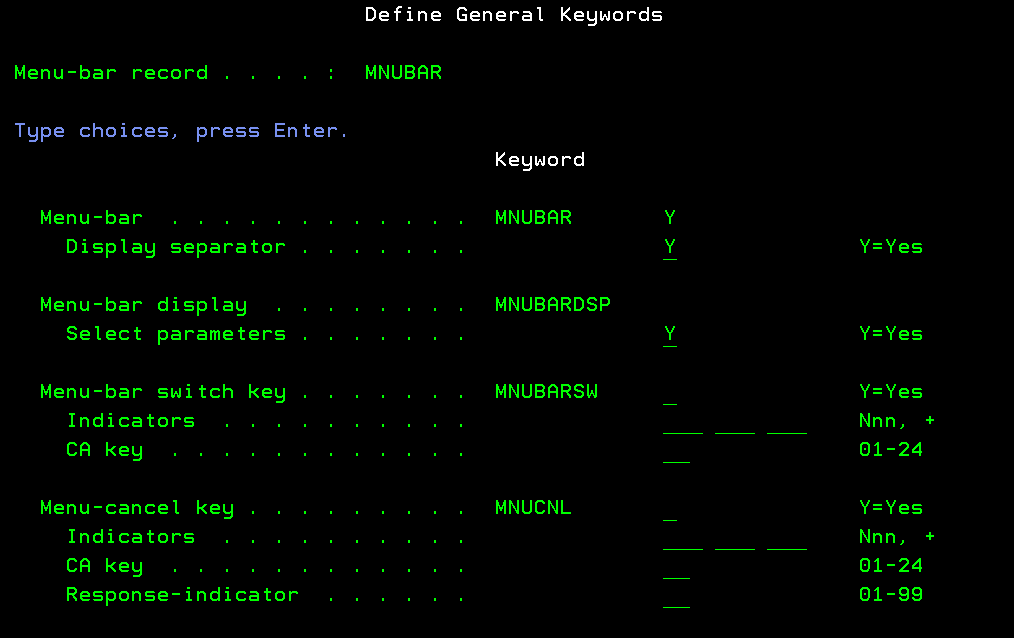 Define General Keywords
Menu-bar record . . . . :  MNUBAR
Type choices, press Enter.
Keyword
Menu-bar  . . . . . . . . . . . .  MNUBAR  Y
Display separator . . . . . . .  Y  Y=Yes
Menu-bar display  . . . . . . . .  MNUBARDSP
Select parameters . . . . . . .  Y  Y=Yes
Menu-bar switch key . . . . . . .  MNUBARSW  _  Y=Yes
Indicators  . . . . . . . . . .  ___ ___ ___  Nnn, +
CA key  . . . . . . . . . . . .  __  01-24
Menu-cancel key . . . . . . . . .  MNUCNL  _  Y=Yes
Indicators  . . . . . . . . . .  ___ ___ ___  Nnn, +
CA key  . . . . . . . . . . . .  __  01-24
Response-indicator  . . . . . .  __  01-99